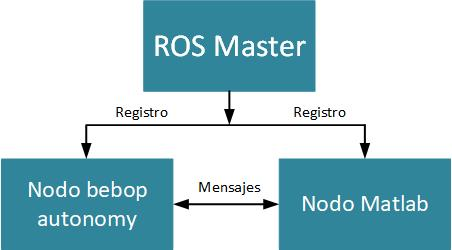 ROS Master
Registro
Registro
Nodo bebop
autonomy
Mensajes
Nodo Matlab